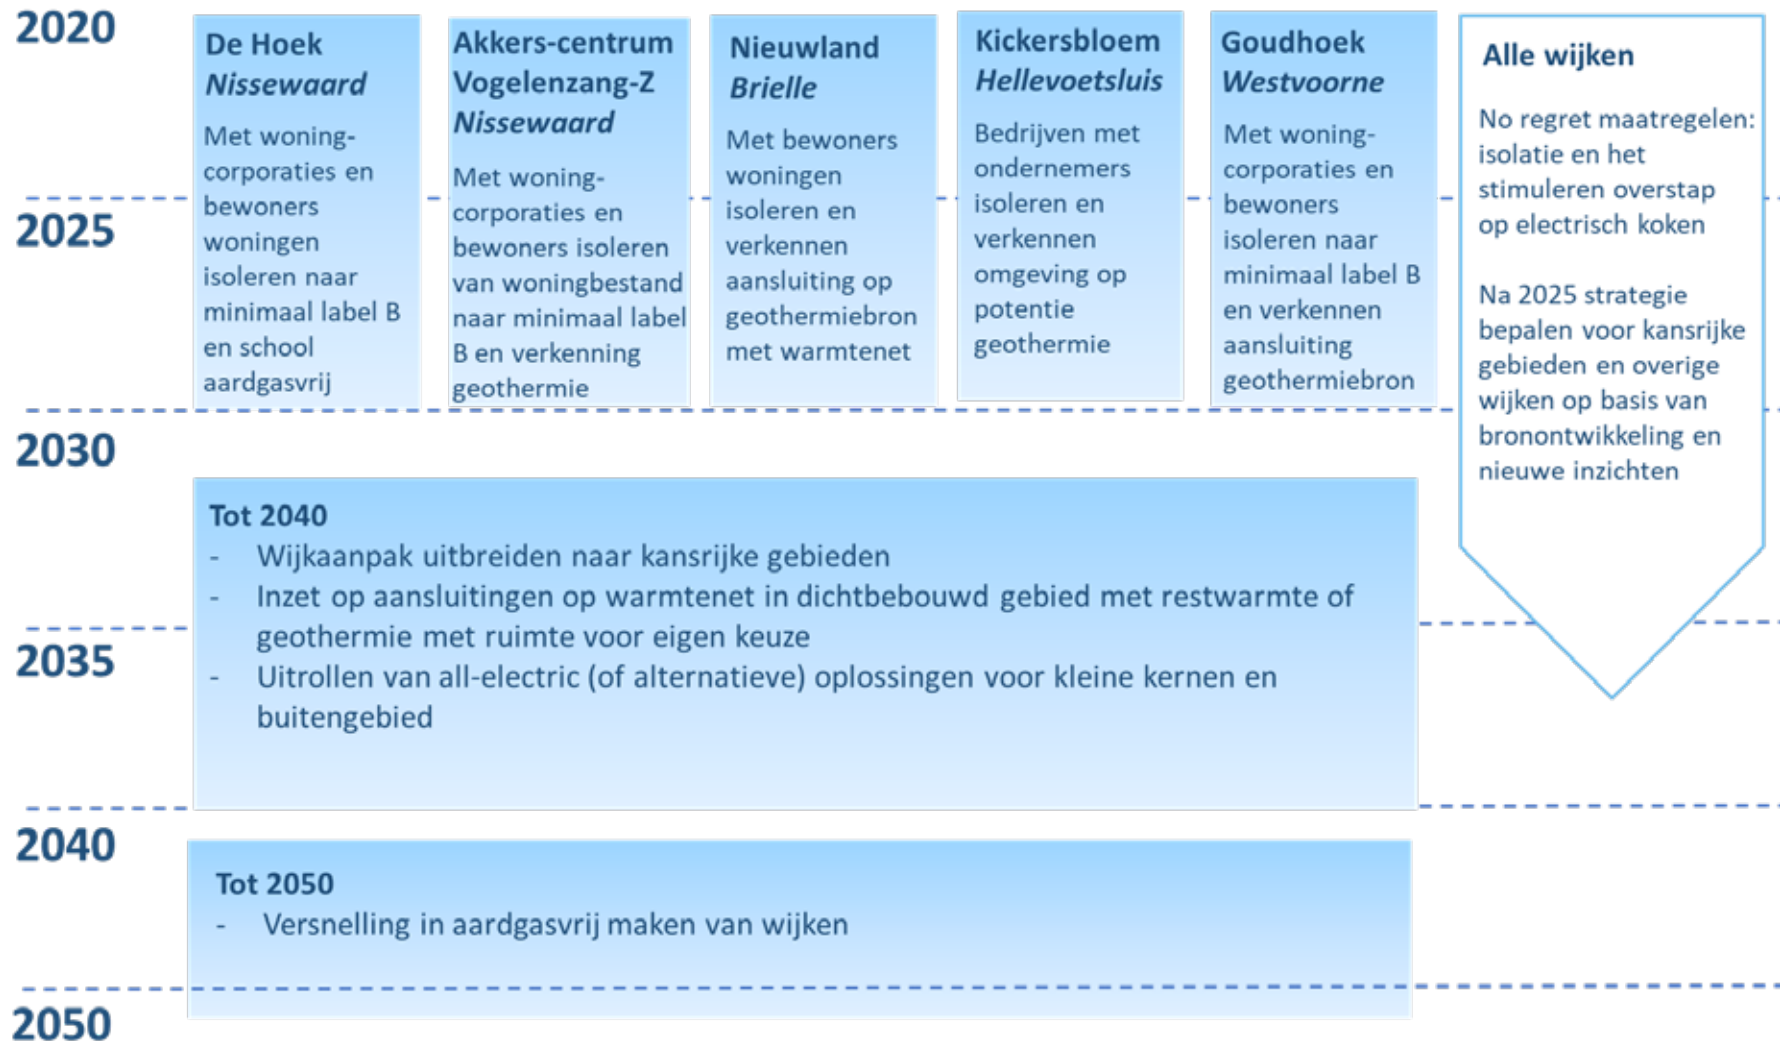 2020
De Hoek
Nissewaard
Met woning-
corporaties en
bewoners
woningen
isoleren naar
minimaal label B
en school
aardgasvrij
Akkers-centrum
Vogelenzang-Z
Nissewaard
Met woning-
corporaties en
bewoners isoleren
van woningbestand
naar minimaal label
B en verkenning
geothermie
Nieuwland
Brielle
Met bewoners
woningen
isoleren en
verkennen
aansluiting op
geothermiebron
met warmtenet
Kickersbloem
Hellevoetsluis
Bedrijven met
ondernemers
isoleren en
verkennen
omgeving op
potentie
geothermie
Goudhoek
Westvoorne
Met woning-
corporaties en
bewoners
isoleren naar
minimaal label B
en verkennen
aansluiting
geothermiebron
Alle wijken
No regret maatregelen:
isolatie en het
stimuleren overstap
op electrisch koken
Na 2025 strategie
bepalen voor kansrijke
gebieden en overige
wijken op basis van
bronontwikkeling en
nieuwe inzichten
2025
2030
Tot 2040
- Wijkaanpak uitbreiden naar kansrijke gebieden
- Inzet op aansluitingen op warmtenet in dichtbebouwd gebied met restwarmte of
geothermie met ruimte voor eigen keuze
- Uitrollen van all-electric (of alternatieve) oplossingen voor kleine kernen en
buitengebied
2035
2040
Tot 2050
- Versnelling in aardgasvrij maken van wijken
2050